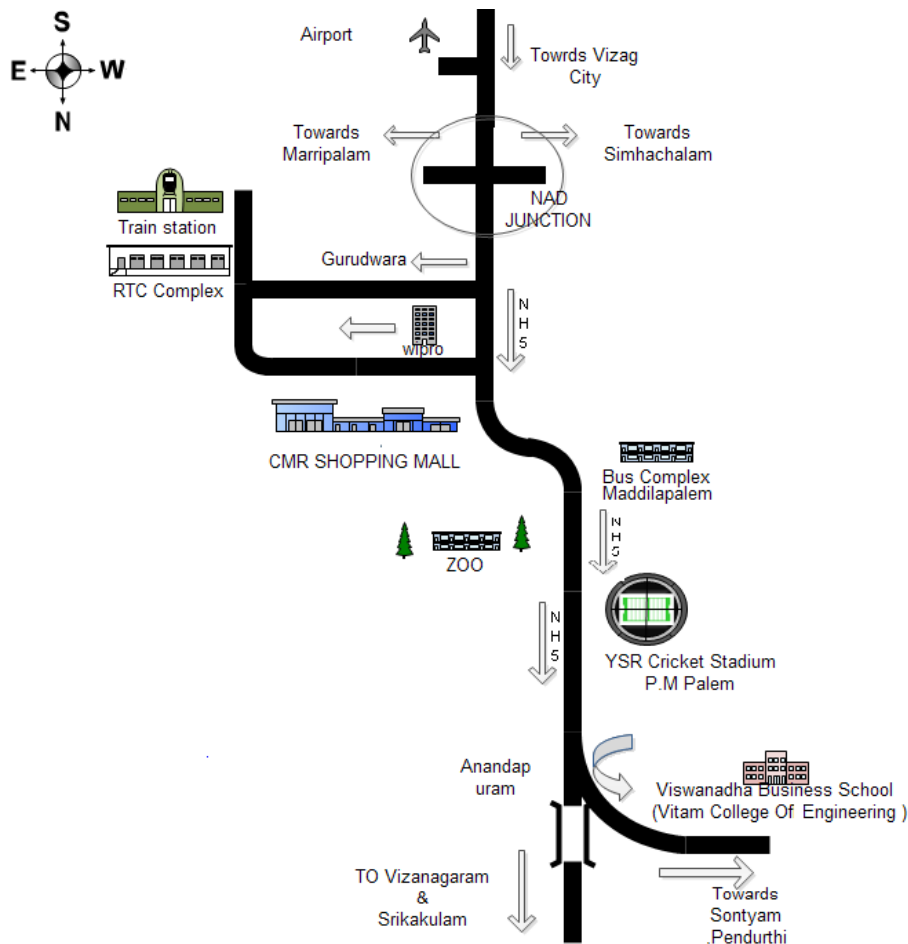 S
E W
N
Airport
Towrds Vizag
City
Towards
Marripalam
Towards
Simhachalam
NAD
JUNCTION
Train station
Gurudwara
RTC Complex
N
H
5
wipro
CMR SHOPPING MALL
Bus Complex
Maddilapalem
N
H
5
ZOO
N
H
5
YSR Cricket Stadium
P.M Palem
Anandap
uram
Viswanadha Business School
(Vitam College Of Engineering )
TO Vizanagaram
&
Srikakulam
Towards
Sontyam
.Pendurthi